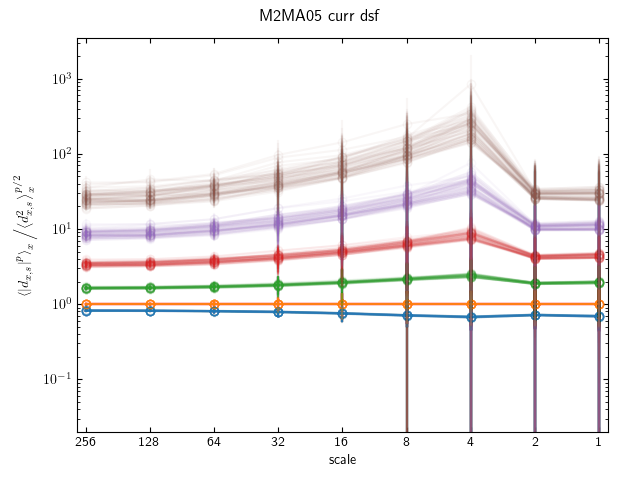 M2MA05 curr dsf
⟨|d_{x,s}|^p⟩_x / ⟨d^2_{x,s}⟩_x^{p/2}
10^3
10^2
10^1
10^0
10^{-1}
256 128 64 32 16 8 4 2 1
scale